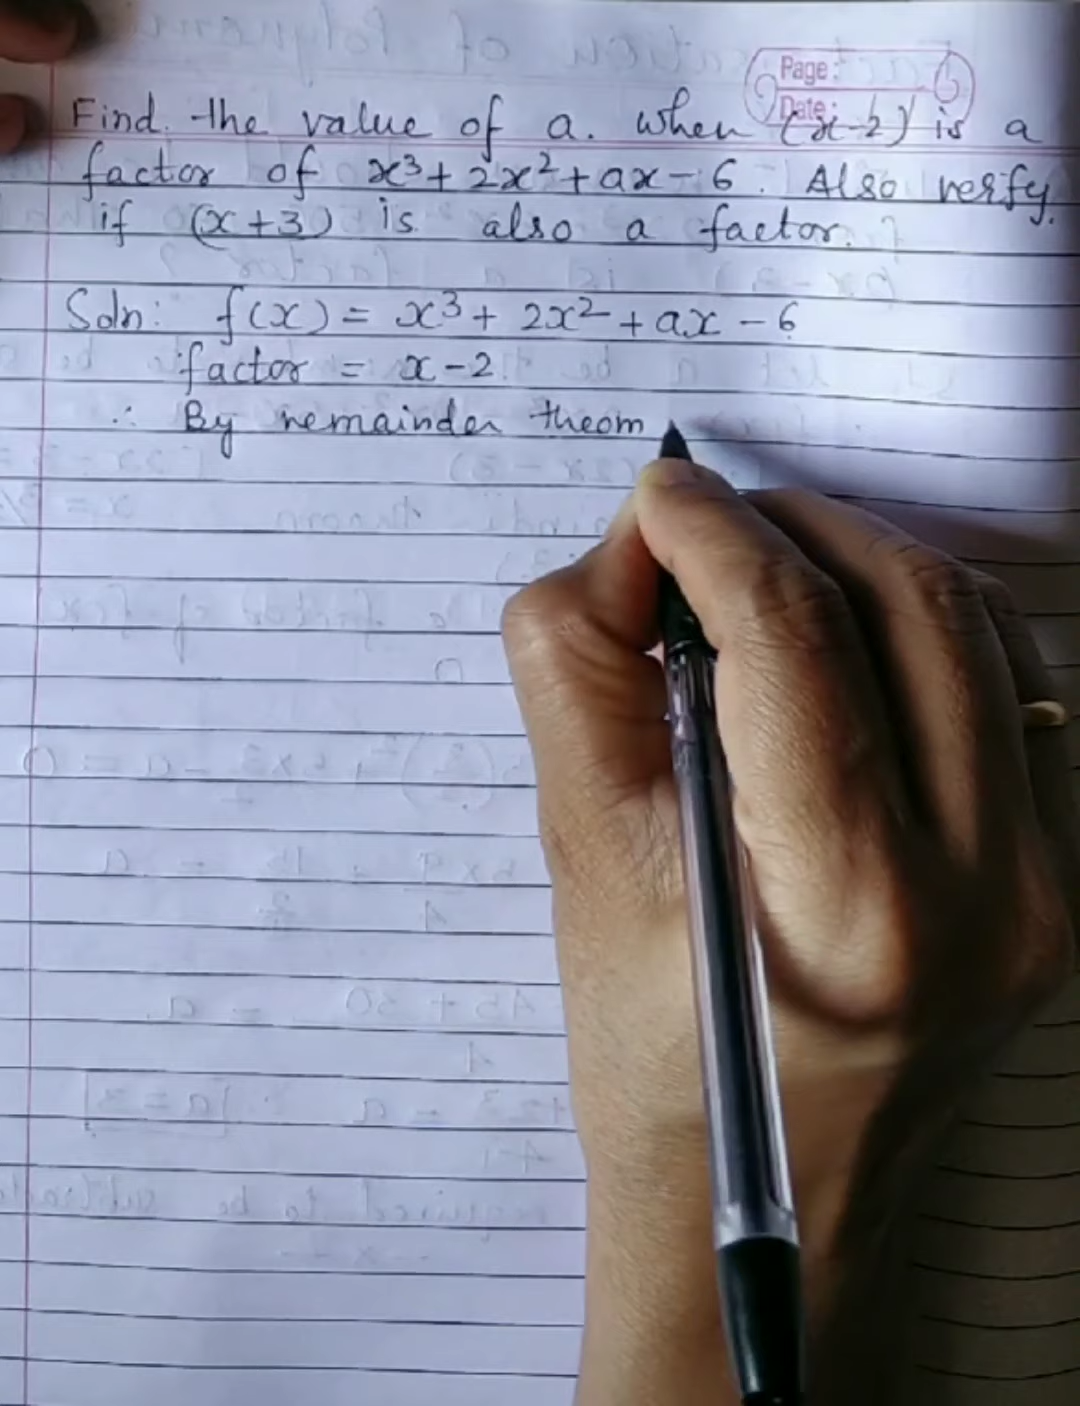 Page:
Date:
Find the value of a. when (x-2) is a
factor of x³+ 2x²+ax-6. Also verify
if (x+3) is also a factor.
Soln: f(x) = x³+ 2x² +ax -6
factor = x-2
∴ By remainder theom